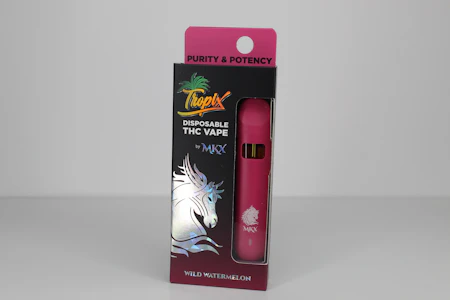 PURITY & POTENCY
Tropix
DISPOSABLE
THC VAPE
by MKX
MKX
WILD WATERMELON